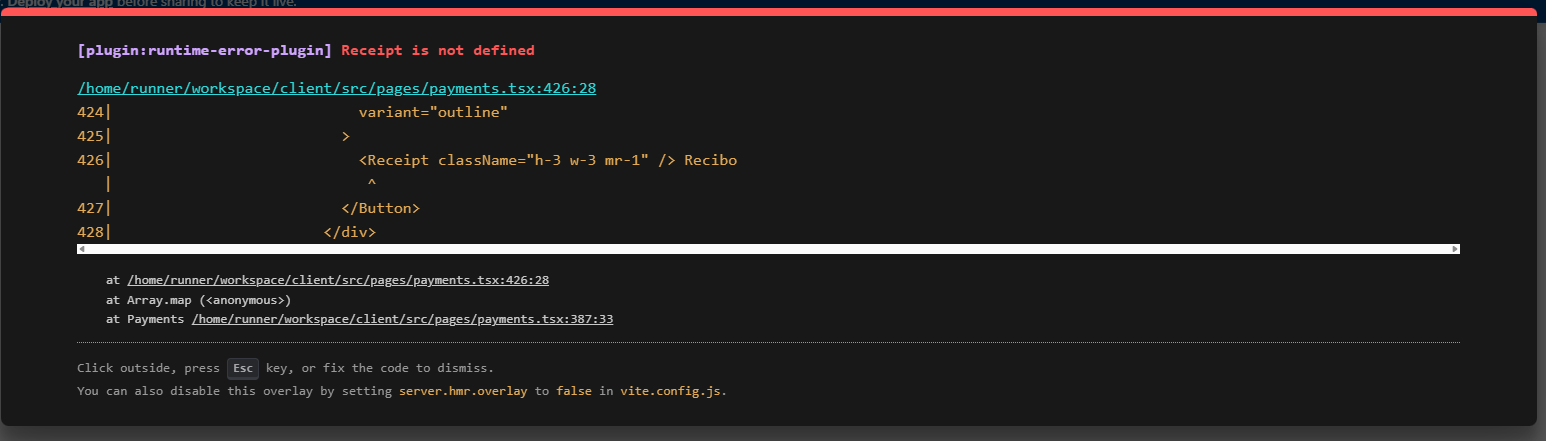 . Deploy your app before sharing to keep it live.
[plugin:runtime-error-plugin] Receipt is not defined
/home/runner/workspace/client/src/pages/payments.tsx:426:28
424|                            variant="outline"
425|                          >
426|                            <Receipt className="h-3 w-3 mr-1" /> Recibo
   |                             ^
427|                          </Button>
428|                        </div>
at /home/runner/workspace/client/src/pages/payments.tsx:426:28
at Array.map (<anonymous>)
at Payments /home/runner/workspace/client/src/pages/payments.tsx:387:33
Click outside, press Esc key, or fix the code to dismiss.
You can also disable this overlay by setting server.hmr.overlay to false in vite.config.js.